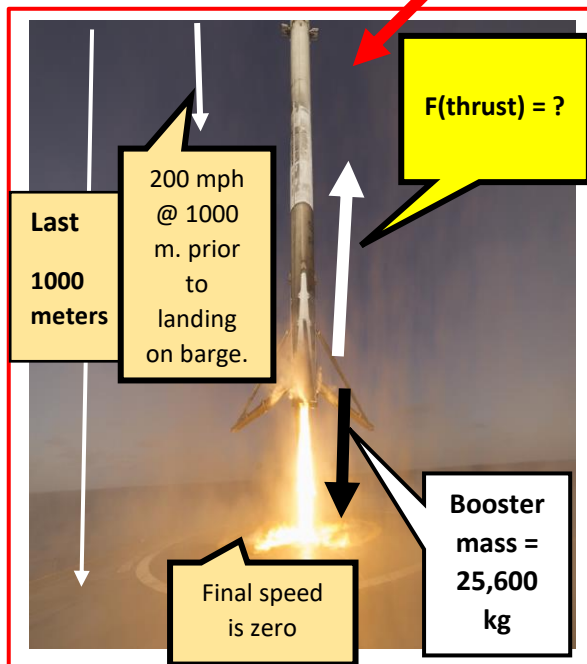 F(thrust) = ?
200 mph
@ 1000
m. prior
to
landing
on barge.
Last
1000
meters
Booster
mass =
25,600
kg
Final speed
is zero